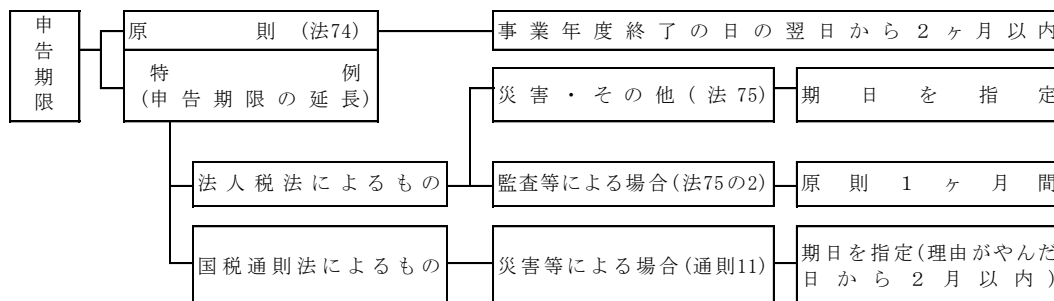 申告期限
原則 (法74)
事業年度終了の日の翌日から2ヶ月以内
特例
(申告期限の延長)
災害・その他(法75)
期日を指定
法人税法によるもの
監査等による場合(法75の2)
原則1ヶ月間
国税通則法によるもの
災害等による場合(通則11)
期日を指定(理由がやんだ
日から2月以内)